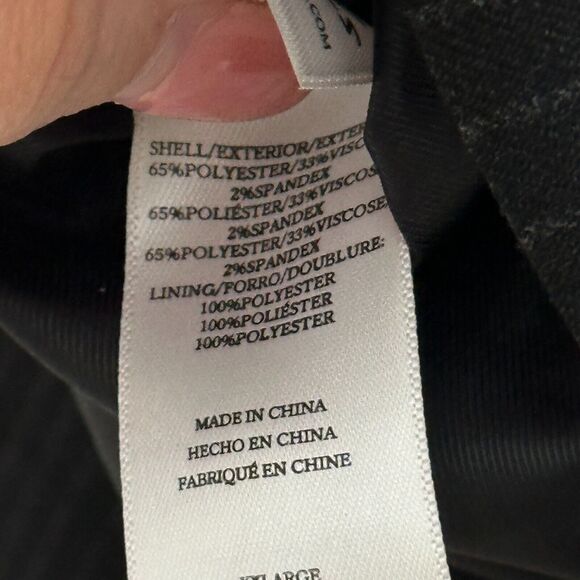 .COM
SHELL/EXTERIOR/EXTER
65%POLYESTER/33%VISCO
2%SPANDEX
65%POLIÉSTER/33%VISCOS
2%SPANDEX
65%POLYESTER/33%VISCOSE
2%SPANDEX
LINING/FORRO/DOUBLURE:
100%POLYESTER
100%POLIÉSTER
100%POLYESTER
MADE IN CHINA
HECHO EN CHINA
FABRIQUÉ EN CHINE